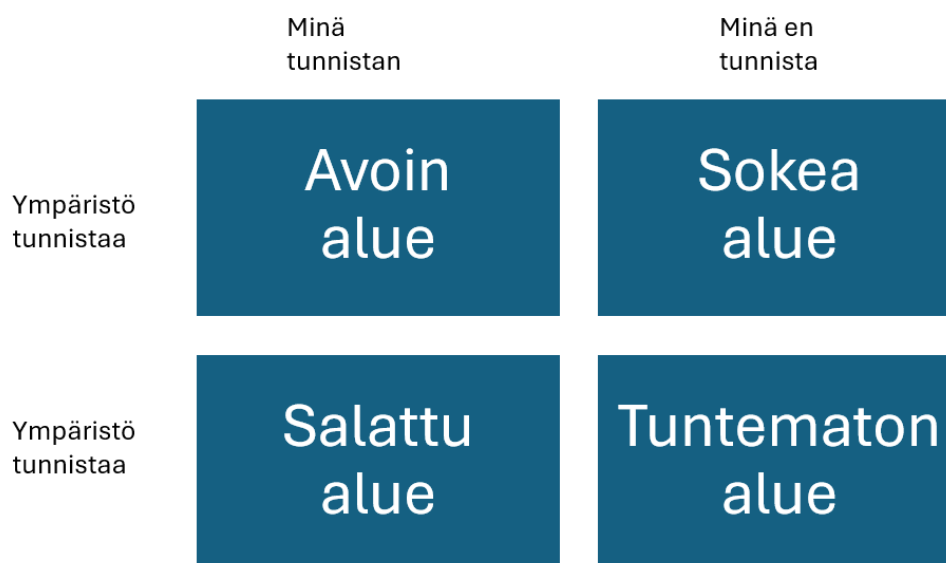 Minä
tunnistan
Minä en
tunnista
Ympäristö
tunnistaa
Avoin
alue
Sokea
alue
Ympäristö
tunnistaa
Salattu
alue
Tuntematon
alue